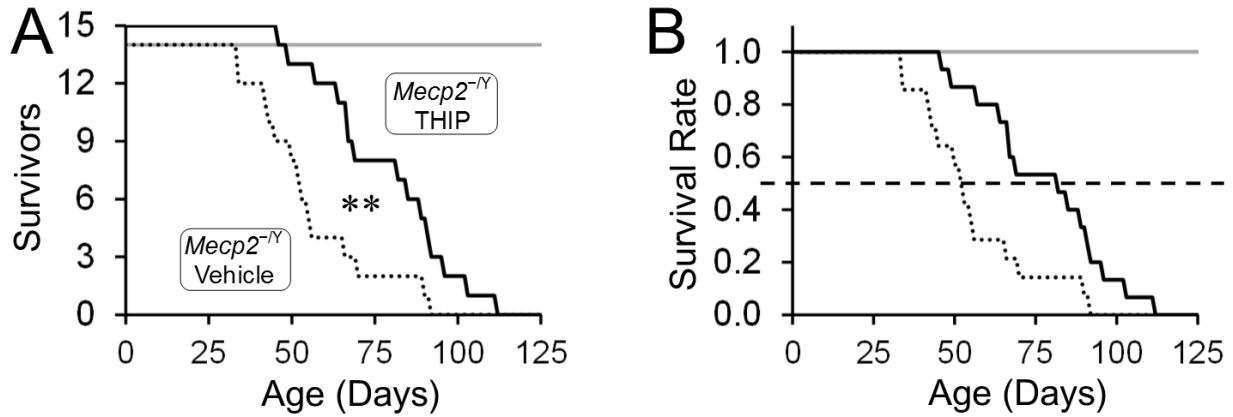 A
15
12
9
6
3
0
Survivors
Mecp2⁻/Y
THIP
**
Mecp2⁻/Y
Vehicle
0 25 50 75 100 125
Age (Days)
B
1.0
0.8
0.6
0.4
0.2
0.0
Survival Rate
0 25 50 75 100 125
Age (Days)